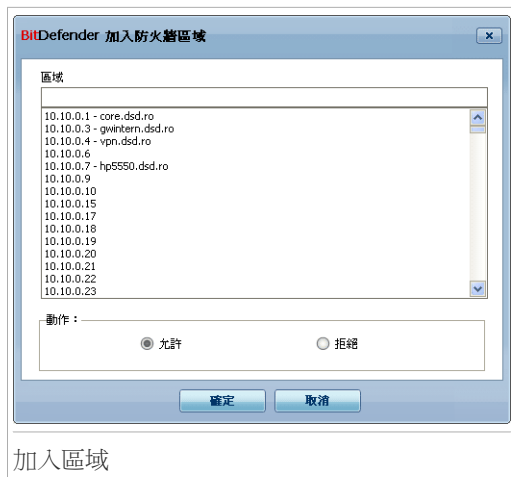 BitDefender 加入防火牆區域
區域
10.10.0.1 - core.dsd.ro
10.10.0.3 - gwintern.dsd.ro
10.10.0.4 - vpn.dsd.ro
10.10.0.6
10.10.0.7 - hp5550.dsd.ro
10.10.0.9
10.10.0.10
10.10.0.15
10.10.0.17
10.10.0.18
10.10.0.19
10.10.0.20
10.10.0.21
10.10.0.22
10.10.0.23
動作：
允許 拒絕
確定 取消
加入區域